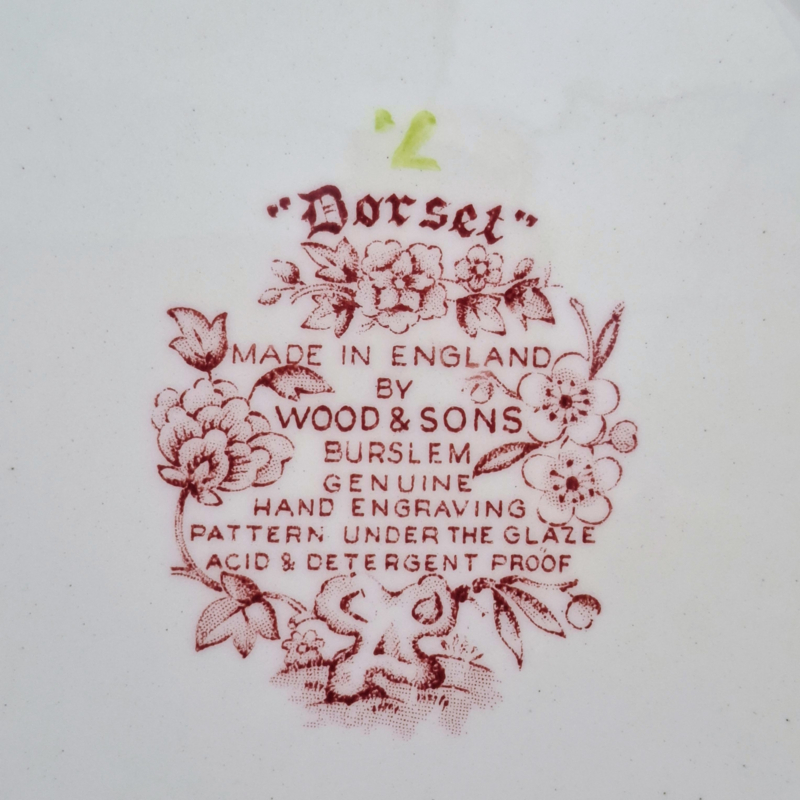 "Dorset"
MADE IN ENGLAND
BY
WOOD & SONS
BURSLEM
GENUINE
HAND ENGRAVING
PATTERN UNDER THE GLAZE
ACID & DETERGENT PROOF